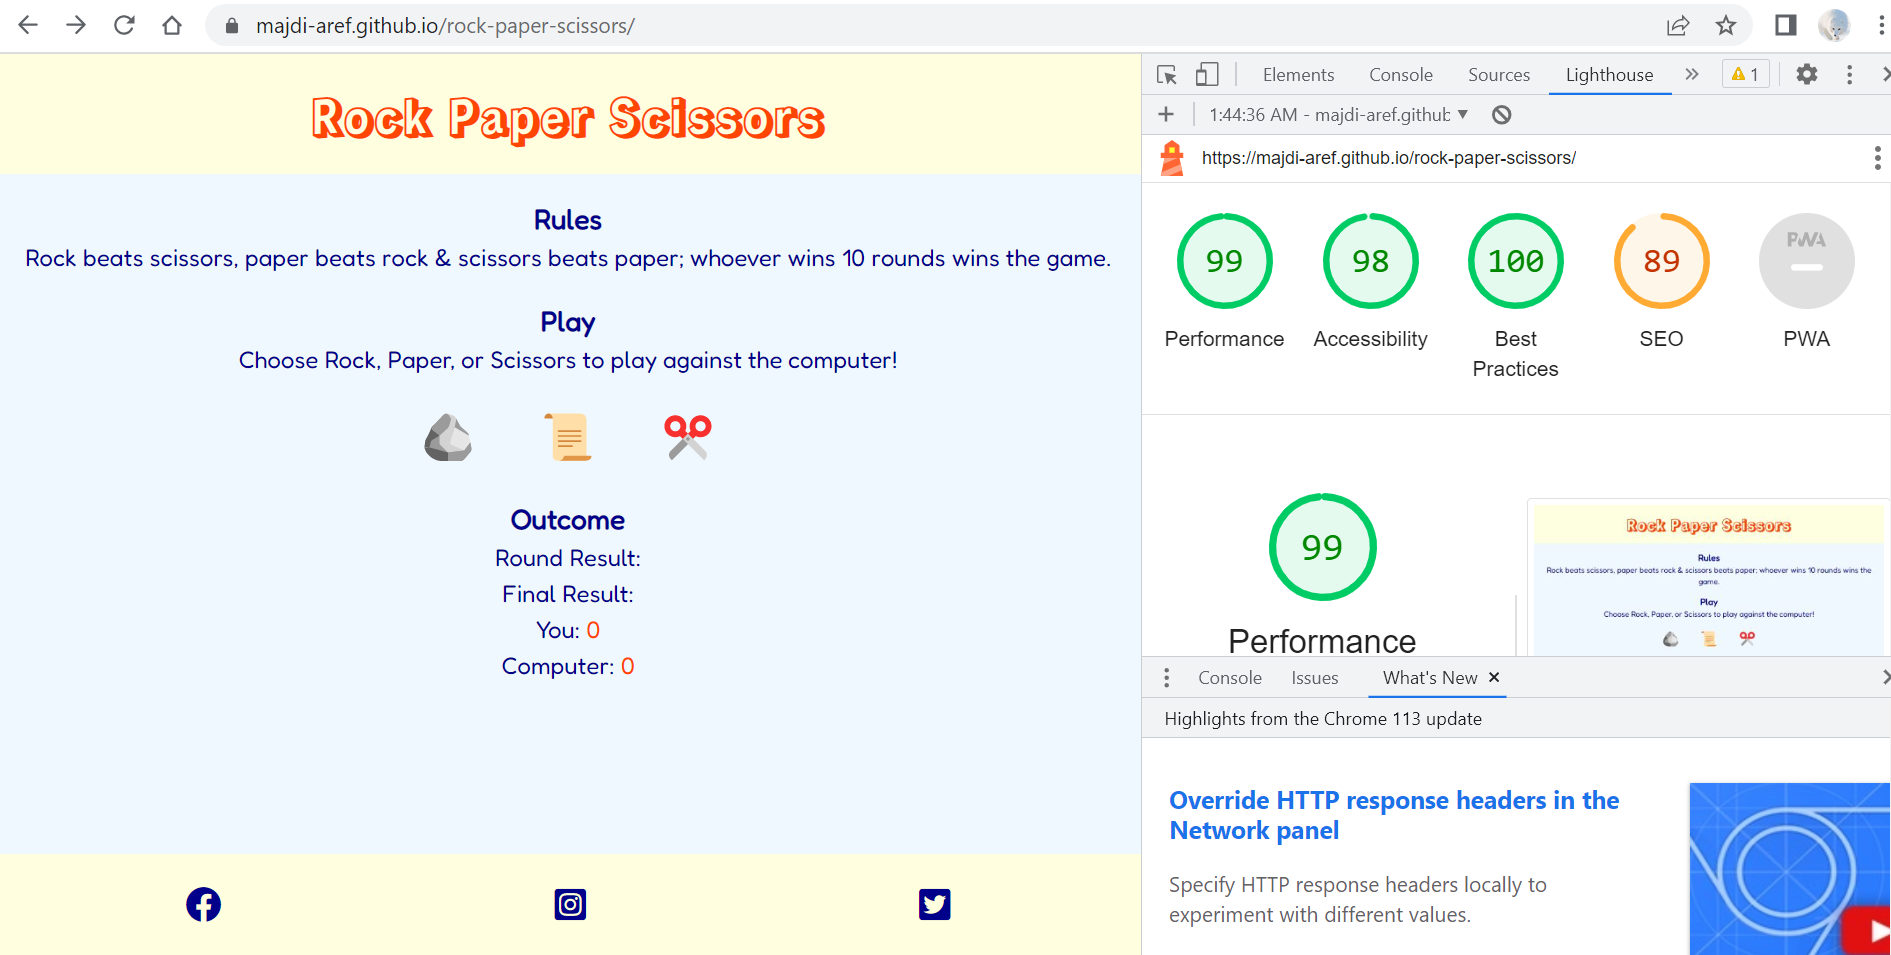 majdi-aref.github.io/rock-paper-scissors/
Rock Paper Scissors
Rules
Rock beats scissors, paper beats rock & scissors beats paper; whoever wins 10 rounds wins the game.
Play
Choose Rock, Paper, or Scissors to play against the computer!
Outcome
Round Result:
Final Result:
You: 0
Computer: 0
Elements Console Sources Lighthouse » 1
1:44:36 AM - majdi-aref.github
https://majdi-aref.github.io/rock-paper-scissors/
99 98 100 89 PWA
Performance Accessibility Best Practices SEO PWA
99
Performance
Rock Paper Scissors
Rules
Rock beats scissors, paper beats rock & scissors beats paper; whoever wins 10 rounds wins the
game.
Play
Choose Rock, Paper, or Scissors to play against the computer!
Console Issues What's New
Highlights from the Chrome 113 update
Override HTTP response headers in the
Network panel
Specify HTTP response headers locally to
experiment with different values.